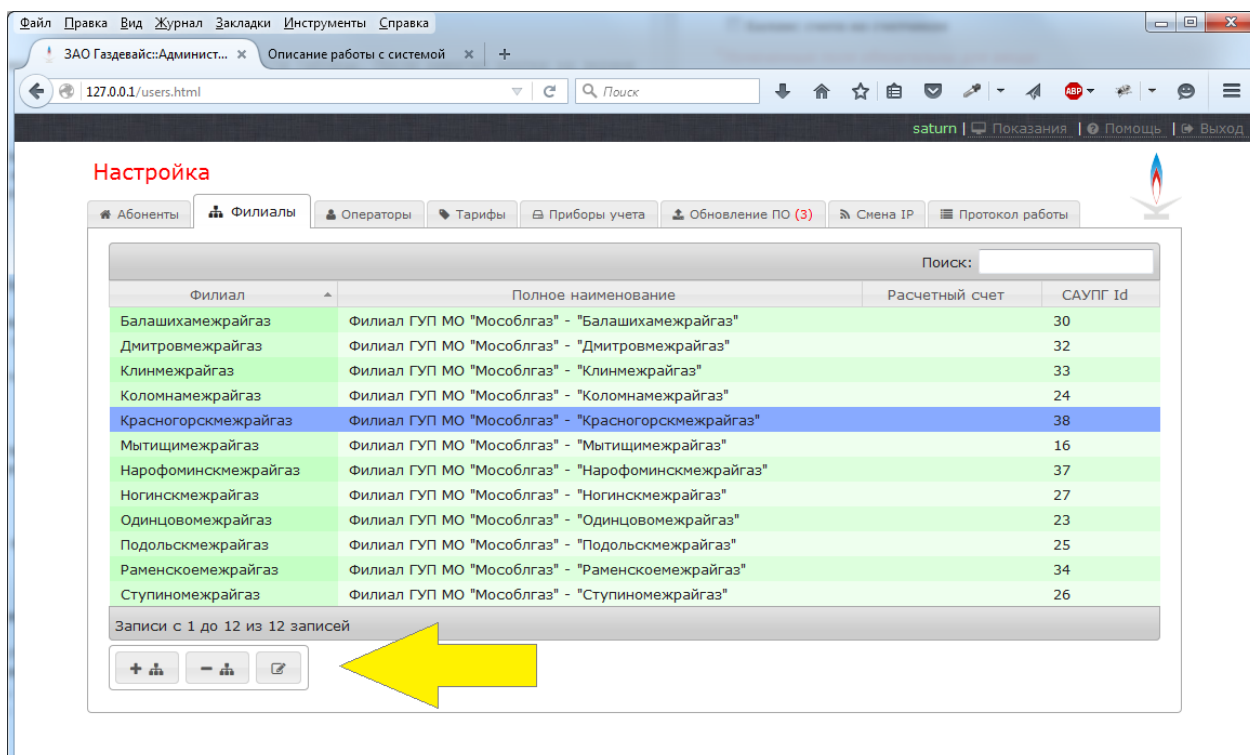 Файл Правка Вид Журнал Закладки Инструменты Справка
ЗАО Газдевайс::Админист... Описание работы с системой
127.0.0.1/users.html Поиск ABP
saturn | Показания | Помощь | Выход
Настройка
Абоненты Филиалы Операторы Тарифы Приборы учета Обновление ПО (3) Смена IP Протокол работы
Поиск:
Филиал Полное наименование Расчетный счет САУПГ Id
Балашихамежрайгаз Филиал ГУП МО "Мособлгаз" - "Балашихамежрайгаз" 30
Дмитровмежрайгаз Филиал ГУП МО "Мособлгаз" - "Дмитровмежрайгаз" 32
Клинмежрайгаз Филиал ГУП МО "Мособлгаз" - "Клинмежрайгаз" 33
Коломнамежрайгаз Филиал ГУП МО "Мособлгаз" - "Коломнамежрайгаз" 24
Красногорскмежрайгаз Филиал ГУП МО "Мособлгаз" - "Красногорскмежрайгаз" 38
Мытищимежрайгаз Филиал ГУП МО "Мособлгаз" - "Мытищимежрайгаз" 16
Нарофоминскмежрайгаз Филиал ГУП МО "Мособлгаз" - "Нарофоминскмежрайгаз" 37
Ногинскмежрайгаз Филиал ГУП МО "Мособлгаз" - "Ногинскмежрайгаз" 27
Одинцовомежрайгаз Филиал ГУП МО "Мособлгаз" - "Одинцовомежрайгаз" 23
Подольскмежрайгаз Филиал ГУП МО "Мособлгаз" - "Подольскмежрайгаз" 25
Раменскоемежрайгаз Филиал ГУП МО "Мособлгаз" - "Раменскоемежрайгаз" 34
Ступиномежрайгаз Филиал ГУП МО "Мособлгаз" - "Ступиномежрайгаз" 26
Записи с 1 до 12 из 12 записей